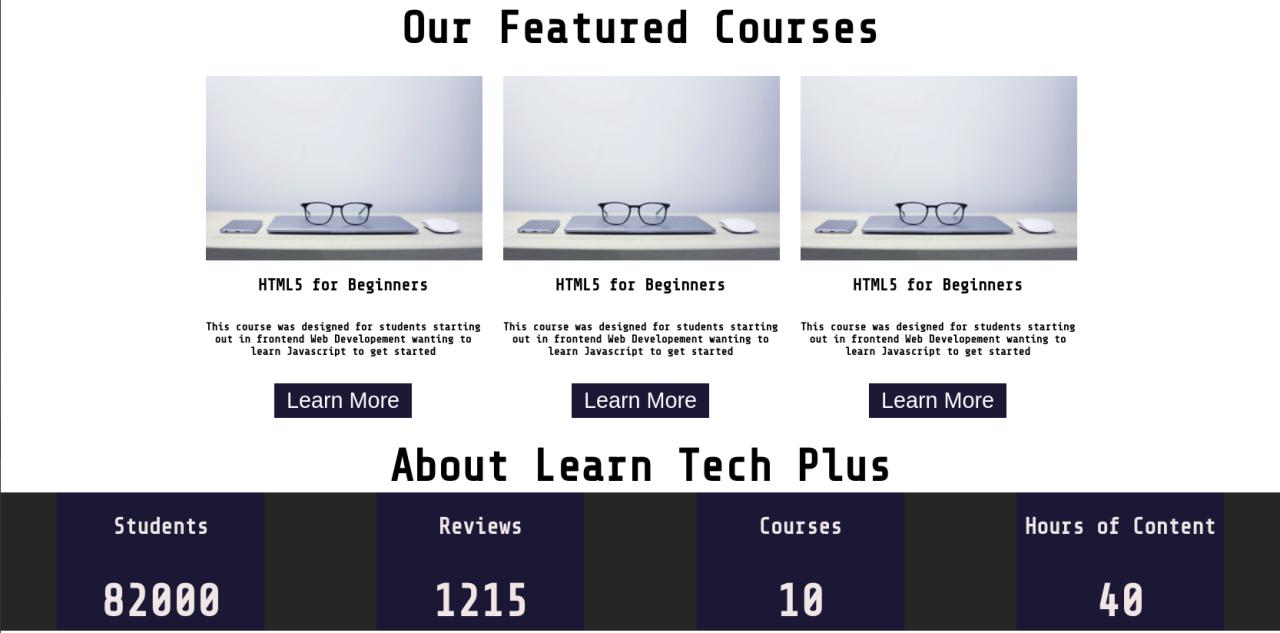 Our Featured Courses
HTML5 for Beginners
This course was designed for students starting
out in frontend Web Developement wanting to
learn Javascript to get started
Learn More
HTML5 for Beginners
This course was designed for students starting
out in frontend Web Developement wanting to
learn Javascript to get started
Learn More
HTML5 for Beginners
This course was designed for students starting
out in frontend Web Developement wanting to
learn Javascript to get started
Learn More
About Learn Tech Plus
Students
82000
Reviews
1215
Courses
10
Hours of Content
40